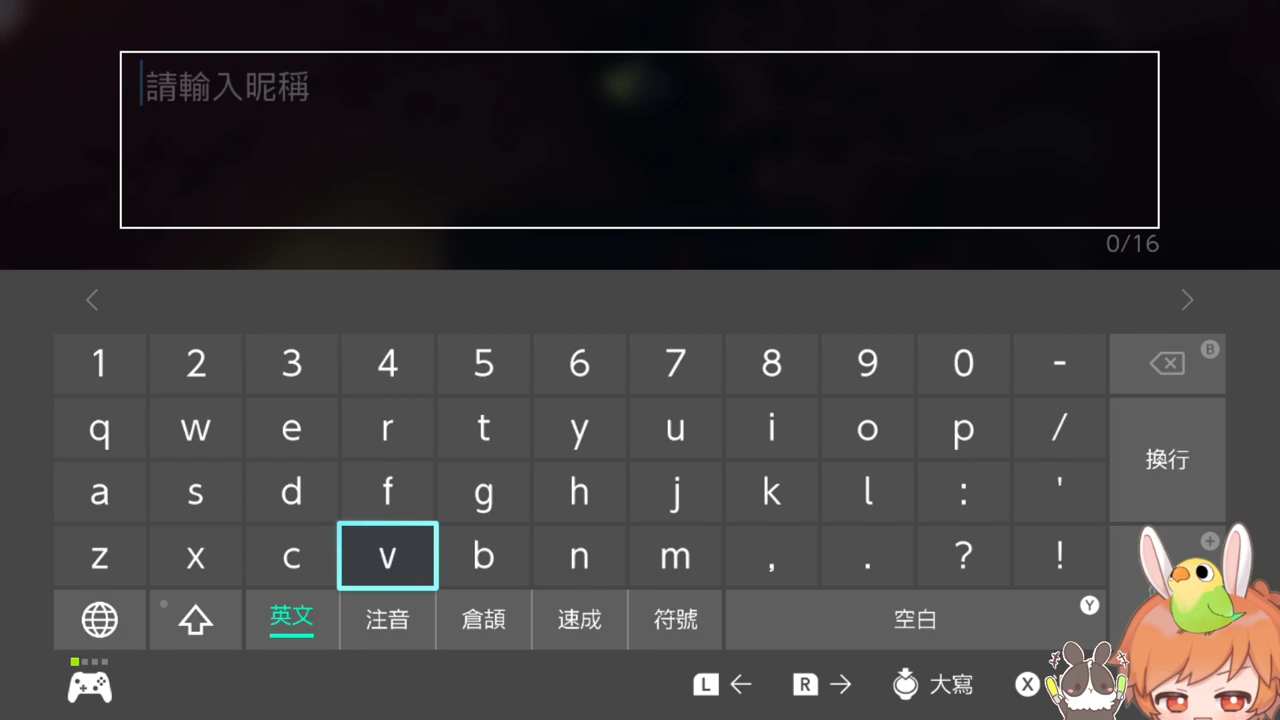 請輸入昵稱
0/16
1 2 3 4 5 6 7 8 9 0 - B
q w e r t y u i o p /
換行
a s d f g h j k l : '
z x c v b n m , . ? ! +
英文 注音 倉頡 速成 符號 空白 Y
L ← R → 大寫 X